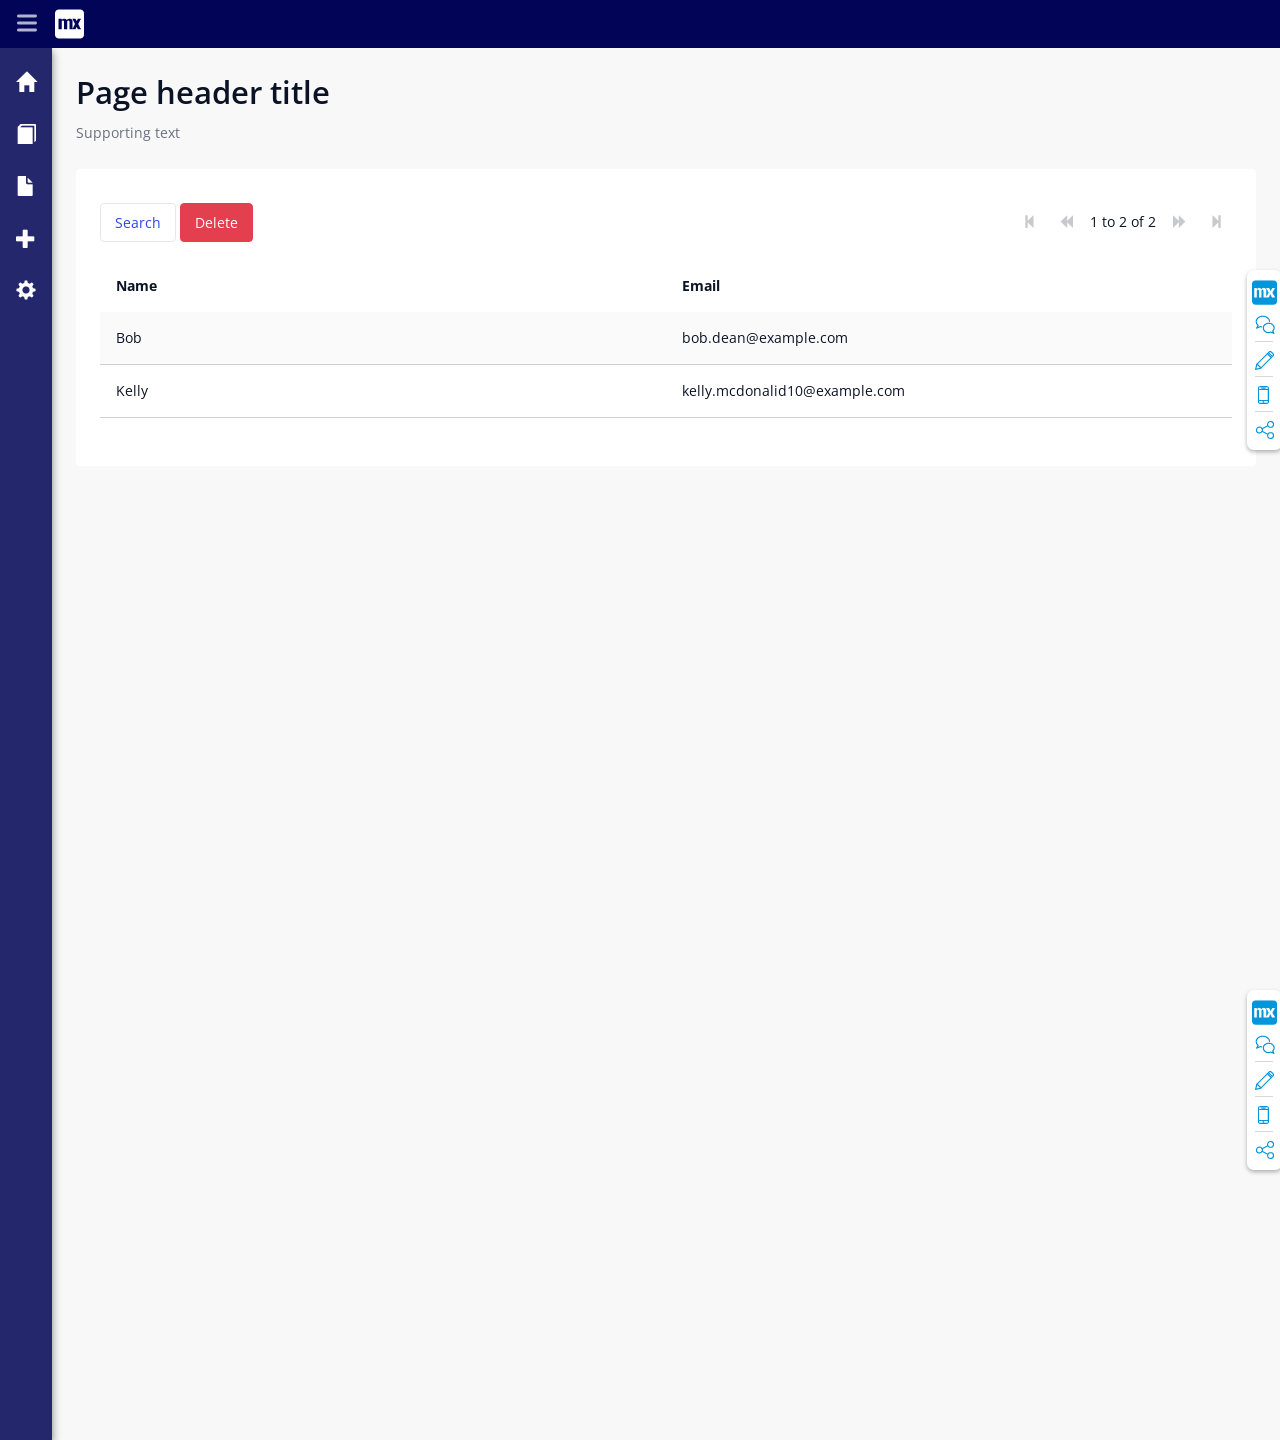 mx
Page header title
Supporting text
Search Delete 1 to 2 of 2
Name Email
Bob bob.dean@example.com
Kelly kelly.mcdonalid10@example.com
mx
mx